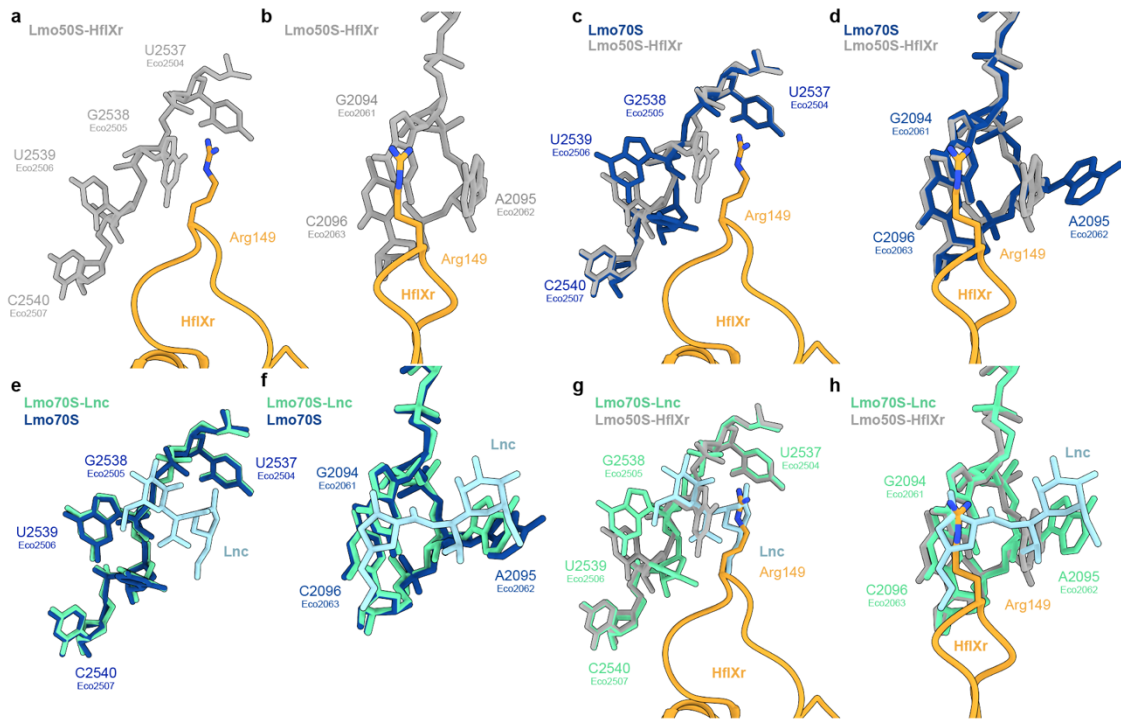 a
Lmo50S-HflXr
U2537
Eco2504
G2538
Eco2505
U2539
Eco2506
C2540
Eco2507
Arg149
HflXr
b
Lmo50S-HflXr
G2094
Eco2061
A2095
Eco2062
C2096
Eco2063
Arg149
HflXr
c
Lmo70S
Lmo50S-HflXr
U2537
Eco2504
G2538
Eco2505
U2539
Eco2506
C2540
Eco2507
Arg149
HflXr
d
Lmo70S
Lmo50S-HflXr
G2094
Eco2061
A2095
Eco2062
C2096
Eco2063
Arg149
HflXr
e
Lmo70S-Lnc
Lmo70S
G2538
Eco2505
U2537
Eco2504
U2539
Eco2506
Lnc
C2540
Eco2507
f
Lmo70S-Lnc
Lmo70S
Lnc
G2094
Eco2061
C2096
Eco2063
A2095
Eco2062
g
Lmo70S-Lnc
Lmo50S-HflXr
G2538
Eco2505
U2537
Eco2504
U2539
Eco2506
Lnc
Arg149
C2540
Eco2507
HflXr
h
Lmo70S-Lnc
Lmo50S-HflXr
Lnc
G2094
Eco2061
C2096
Eco2063
A2095
Eco2062
Arg149
HflXr